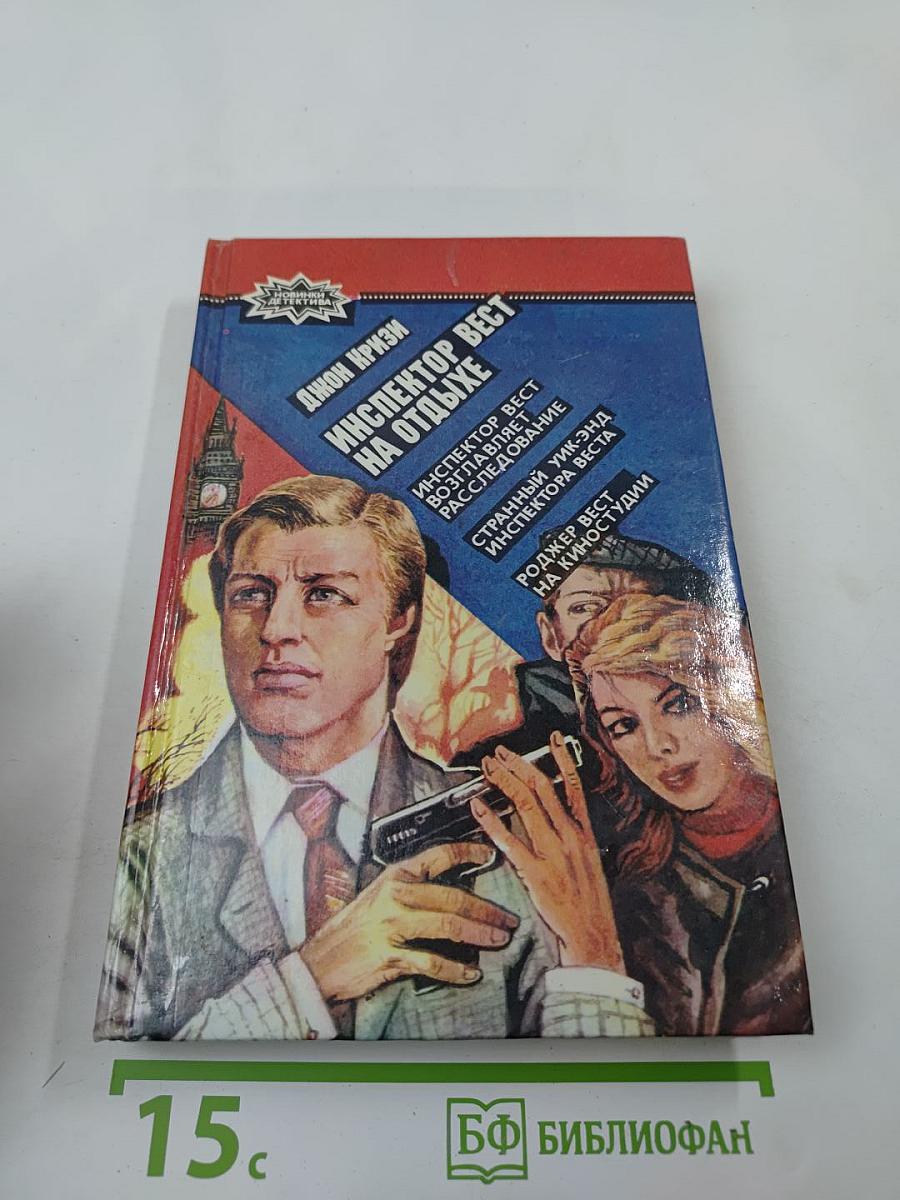 НОВИНКИ
ДЕТЕКТИВА
ДЖОН КРИЗИ
ИНСПЕКТОР ВЕСТ
НА ОТДЫХЕ
ИНСПЕКТОР ВЕСТ
ВОЗГЛАВЛЯЕТ
РАССЛЕДОВАНИЕ
СТРАННЫЙ УИК-ЭНД
ИНСПЕКТОРА ВЕСТА
РОДЖЕР ВЕСТ
НА КИНОСТУДИИ
15 с
БФ БИБЛИОФАН